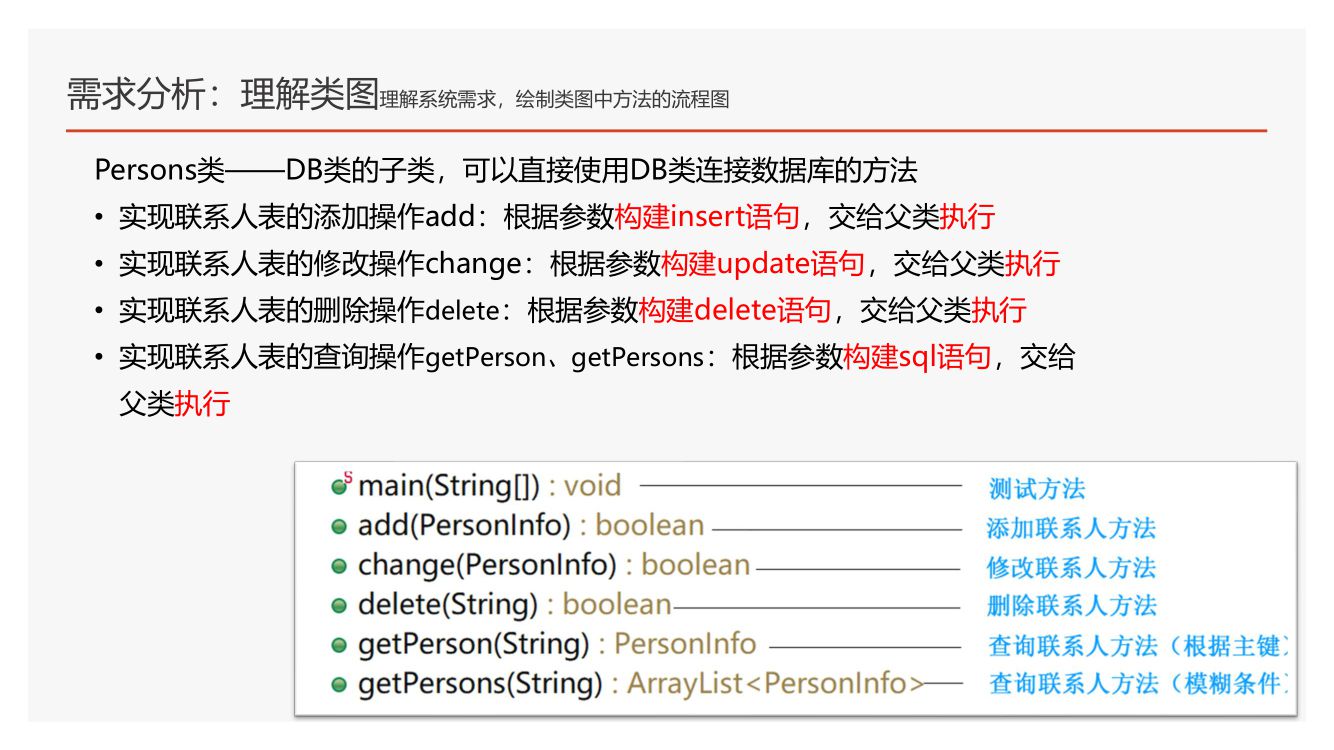 需求分析：理解类图理解系统需求，绘制类图中方法的流程图
Persons类——DB类的子类，可以直接使用DB类连接数据库的方法
• 实现联系人表的添加操作add：根据参数构建insert语句，交给父类执行
• 实现联系人表的修改操作change：根据参数构建update语句，交给父类执行
• 实现联系人表的删除操作delete：根据参数构建delete语句，交给父类执行
• 实现联系人表的查询操作getPerson、getPersons：根据参数构建sql语句，交给
父类执行
S main(String[]) : void 测试方法
add(PersonInfo) : boolean 添加联系人方法
change(PersonInfo) : boolean 修改联系人方法
delete(String) : boolean 删除联系人方法
getPerson(String) : PersonInfo 查询联系人方法（根据主键）
getPersons(String) : ArrayList<PersonInfo> 查询联系人方法（模糊条件）